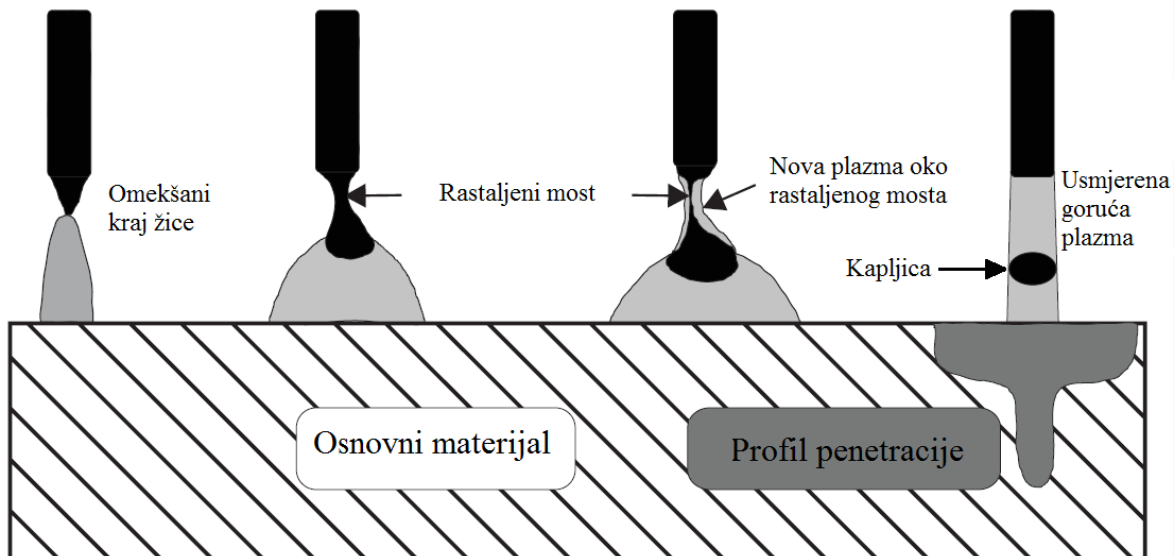 Omekšani
kraj žice
Rastaljeni most
Nova plazma oko
rastaljenog mosta
Usmjerena
goruća
plazma
Kapljica
Osnovni materijal
Profil penetracije